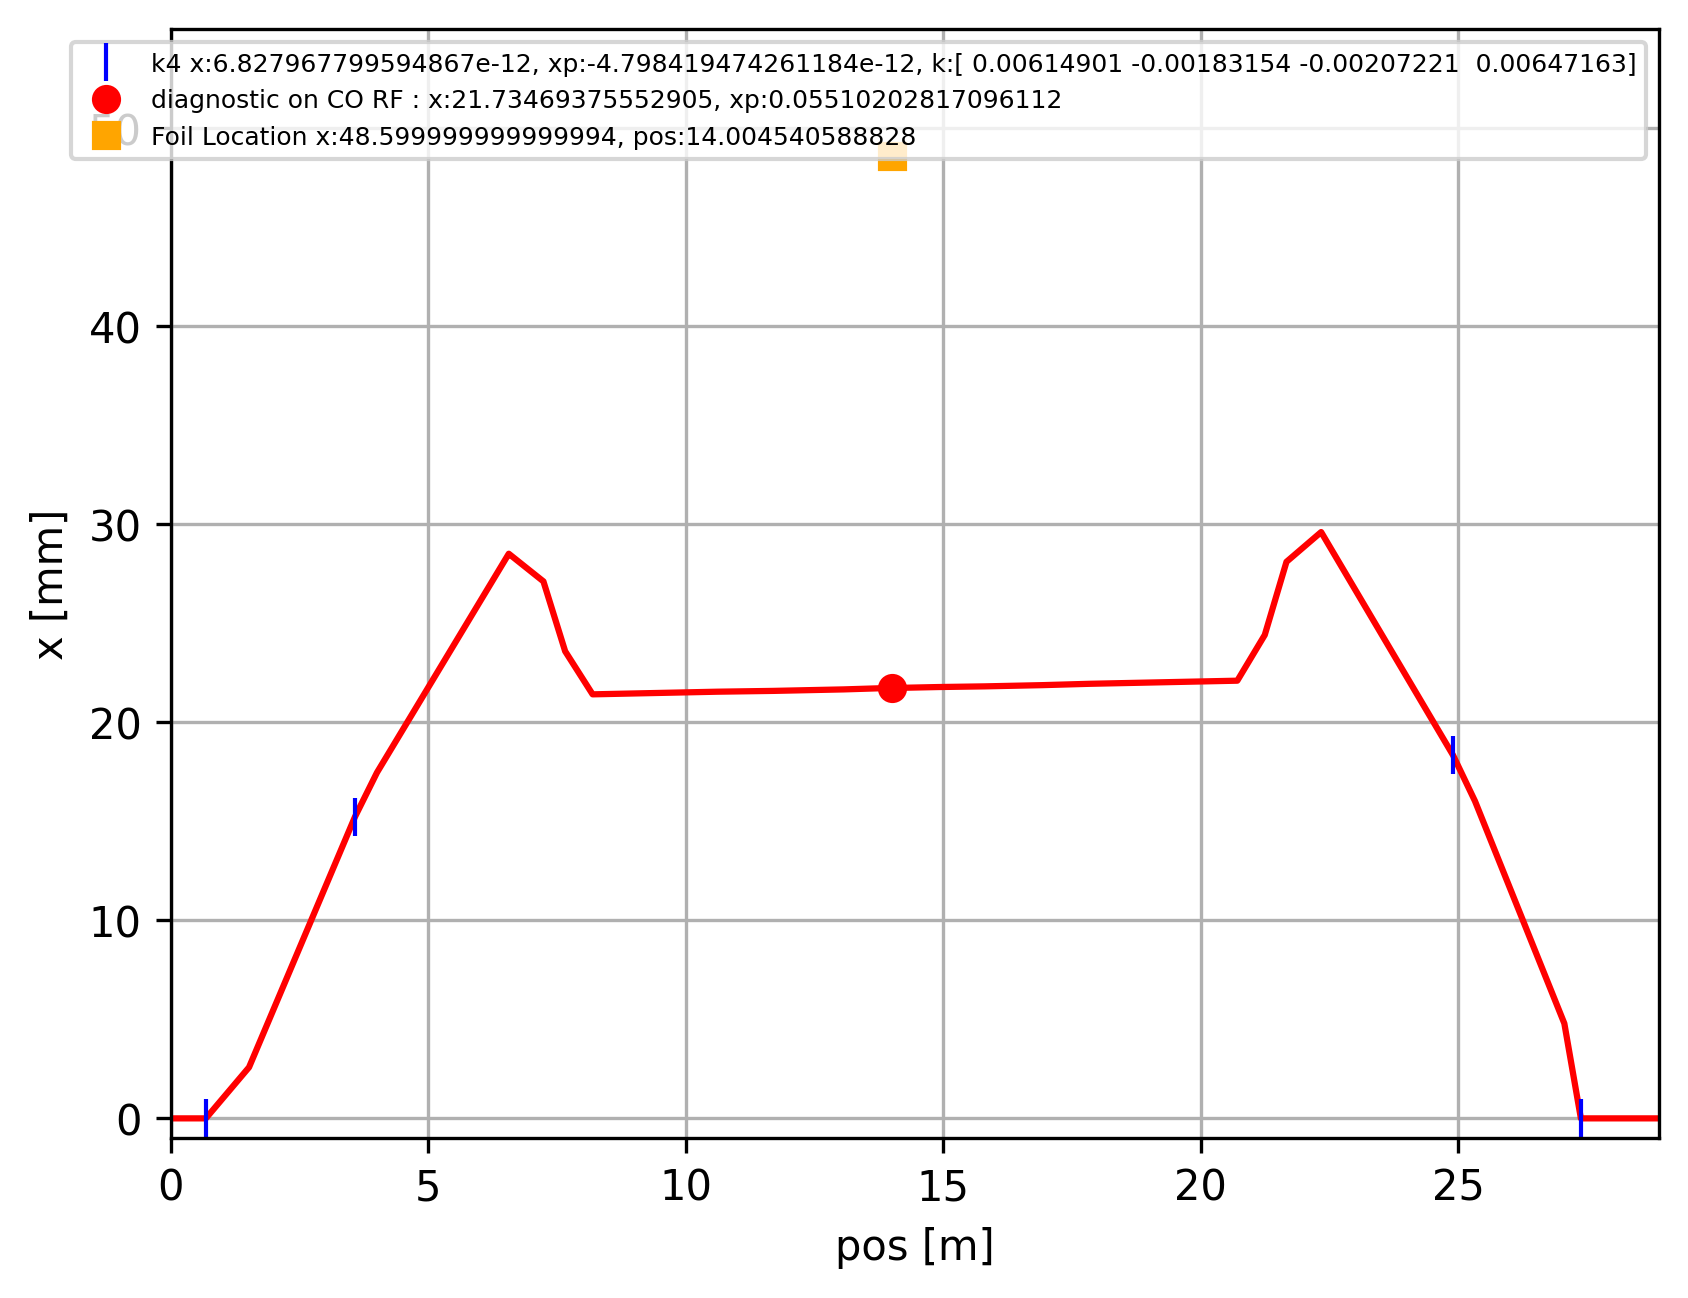 k4 x:6.827967799594867e-12, xp:-4.798419474261184e-12, k:[ 0.00614901 -0.00183154 -0.00207221  0.00647163]
diagnostic on CO RF : x:21.73469375552905, xp:0.05510202817096112
Foil Location x:48.599999999999994, pos:14.004540588828
50
40
30
20
10
0
x [mm]
0 5 10 15 20 25
pos [m]